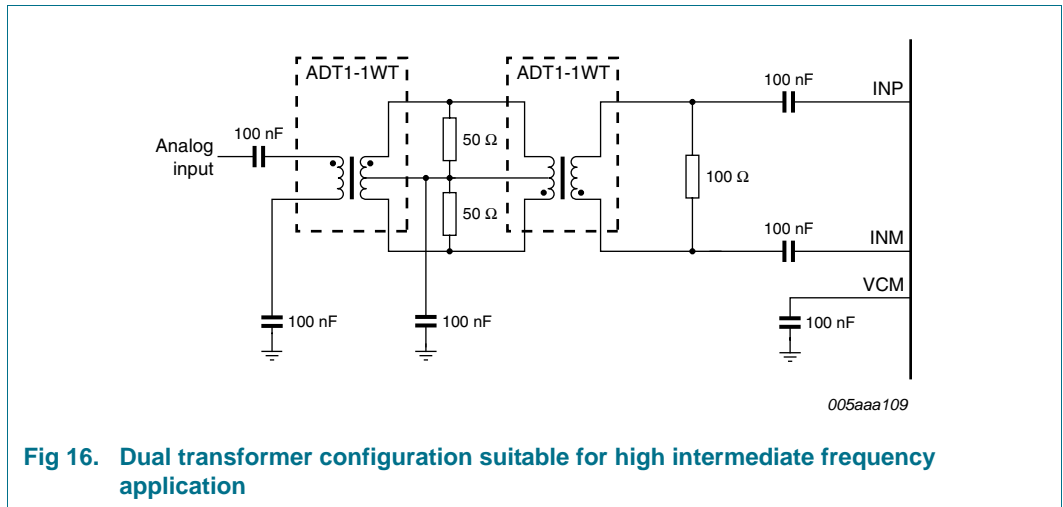 ADT1-1WT
ADT1-1WT
100 nF
INP
Analog
input
100 nF
50 Ω
50 Ω
100 Ω
100 nF
INM
VCM
100 nF
100 nF
100 nF
005aaa109
Fig 16. Dual transformer configuration suitable for high intermediate frequency
application